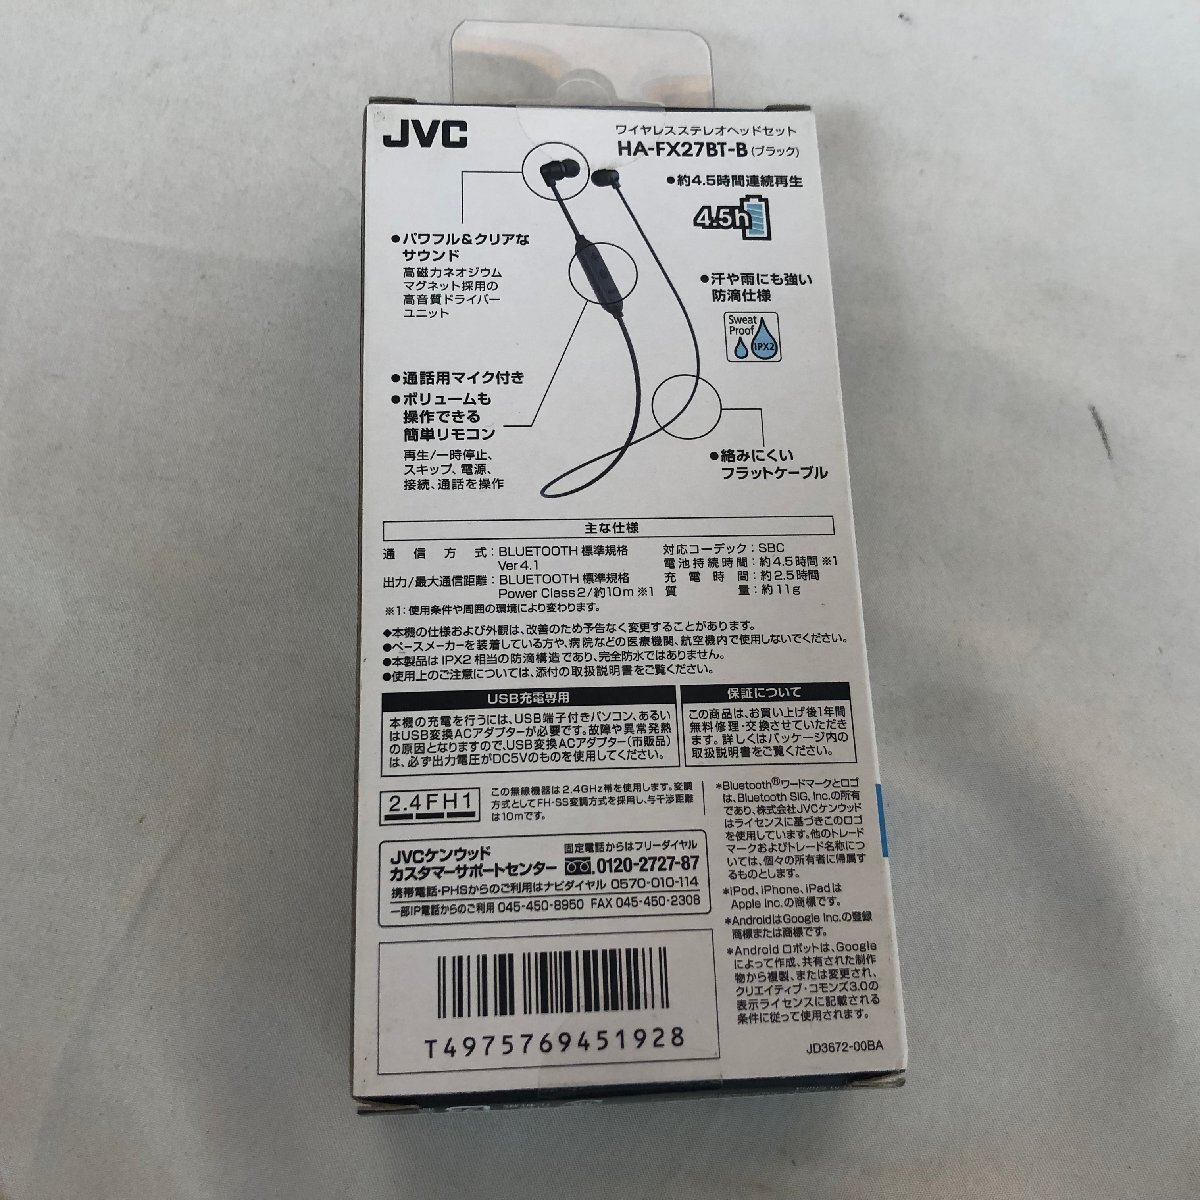 JVC
ワイヤレスステレオヘッドセット
HA-FX27BT-B(ブラック)
●約4.5時間連続再生
4.5h
●パワフル&クリアな
サウンド
高磁力ネオジウム
マグネット採用の
高音質ドライバー
ユニット
●汗や雨にも強い
防滴仕様
Sweat
Proof
IPX2
●通話用マイク付き
●ボリュームも
操作できる
簡単リモコン
再生/一時停止、
スキップ、電源、
接続、通話を操作
●絡みにくい
フラットケーブル
主な仕様
通信方式:BLUETOOTH 標準規格
Ver4.1
出力/最大通信距離:BLUETOOTH 標準規格
Power Class2/約10m ※1
対応コーデック:SBC
電池持続時間:約4.5時間 ※1
充電時間:約2.5時間
質量:約11g
※1:使用条件や周囲の環境により変わります。
◆本機の仕様および外観は、改善のため予告なく変更することがあります。
●ペースメーカーを装着している方や、病院などの医療機関、航空機内で使用しないでください。
●本製品は IPX2 相当の防滴構造であり、完全防水ではありません。
●使用上のご注意については、添付の取扱説明書をご覧ください。
USB充電専用
本機の充電を行うには、USB端子付きパソコン、あるい
はUSB変換ACアダプターが必要です。故障や異常発熱
の原因となりますので、USB変換ACアダプター(市販品)
は、必ず出力電圧がDC5Vのものを使用してください。
保証について
この商品は、お買い上げ後1年間
無料修理・交換させていただき
ます。詳しくはパッケージ内の
取扱説明書をご覧ください。
2.4FH1
この無線機器は2.4GHz帯を使用します。変調
方式としてFH-SS変調方式を採用し、与干渉距離
は10mです。
JVCケンウッド
カスタマーサポートセンター
固定電話からはフリーダイヤル
0120-2727-87
携帯電話・PHSからのご利用はナビダイヤル 0570-010-114
一部IP電話からのご利用 045-450-8950 FAX 045-450-2308
*Bluetooth®ワードマークとロゴ
は、Bluetooth SIG, Inc.の所有
であり、株式会社JVCケンウッド
はライセンスに基づきこのロゴ
を使用しています。他のトレード
マークおよびトレード名称につ
いては、個々の所有者に帰属す
るものとします。
*iPod、iPhone、iPadは
Apple Inc.の商標です。
*AndroidはGoogle Inc.の登録
商標または商標です。
*Android ロボットは、Google
によって作成、共有された制作
物から複製、または変更され、
クリエイティブ・コモンズ3.0の
表示ライセンスに記載される
条件に従って使用されます。
T4975769451928
JD3672-00BA